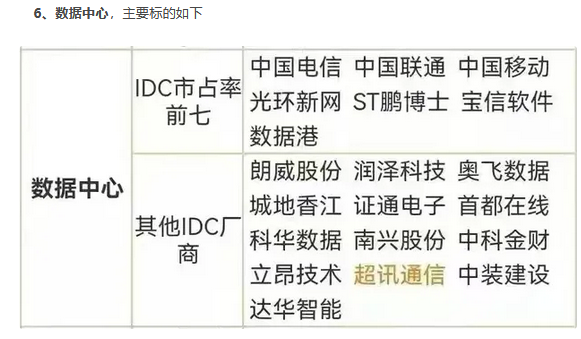 6、数据中心，主要标的如下
数据中心
IDC市占率
前七
中国电信 中国联通 中国移动
光环新网 ST鹏博士 宝信软件
数据港
其他IDC厂
商
朗威股份 润泽科技 奥飞数据
城地香江 证通电子 首都在线
科华数据 南兴股份 中科金财
立昂技术 超讯通信 中装建设
达华智能